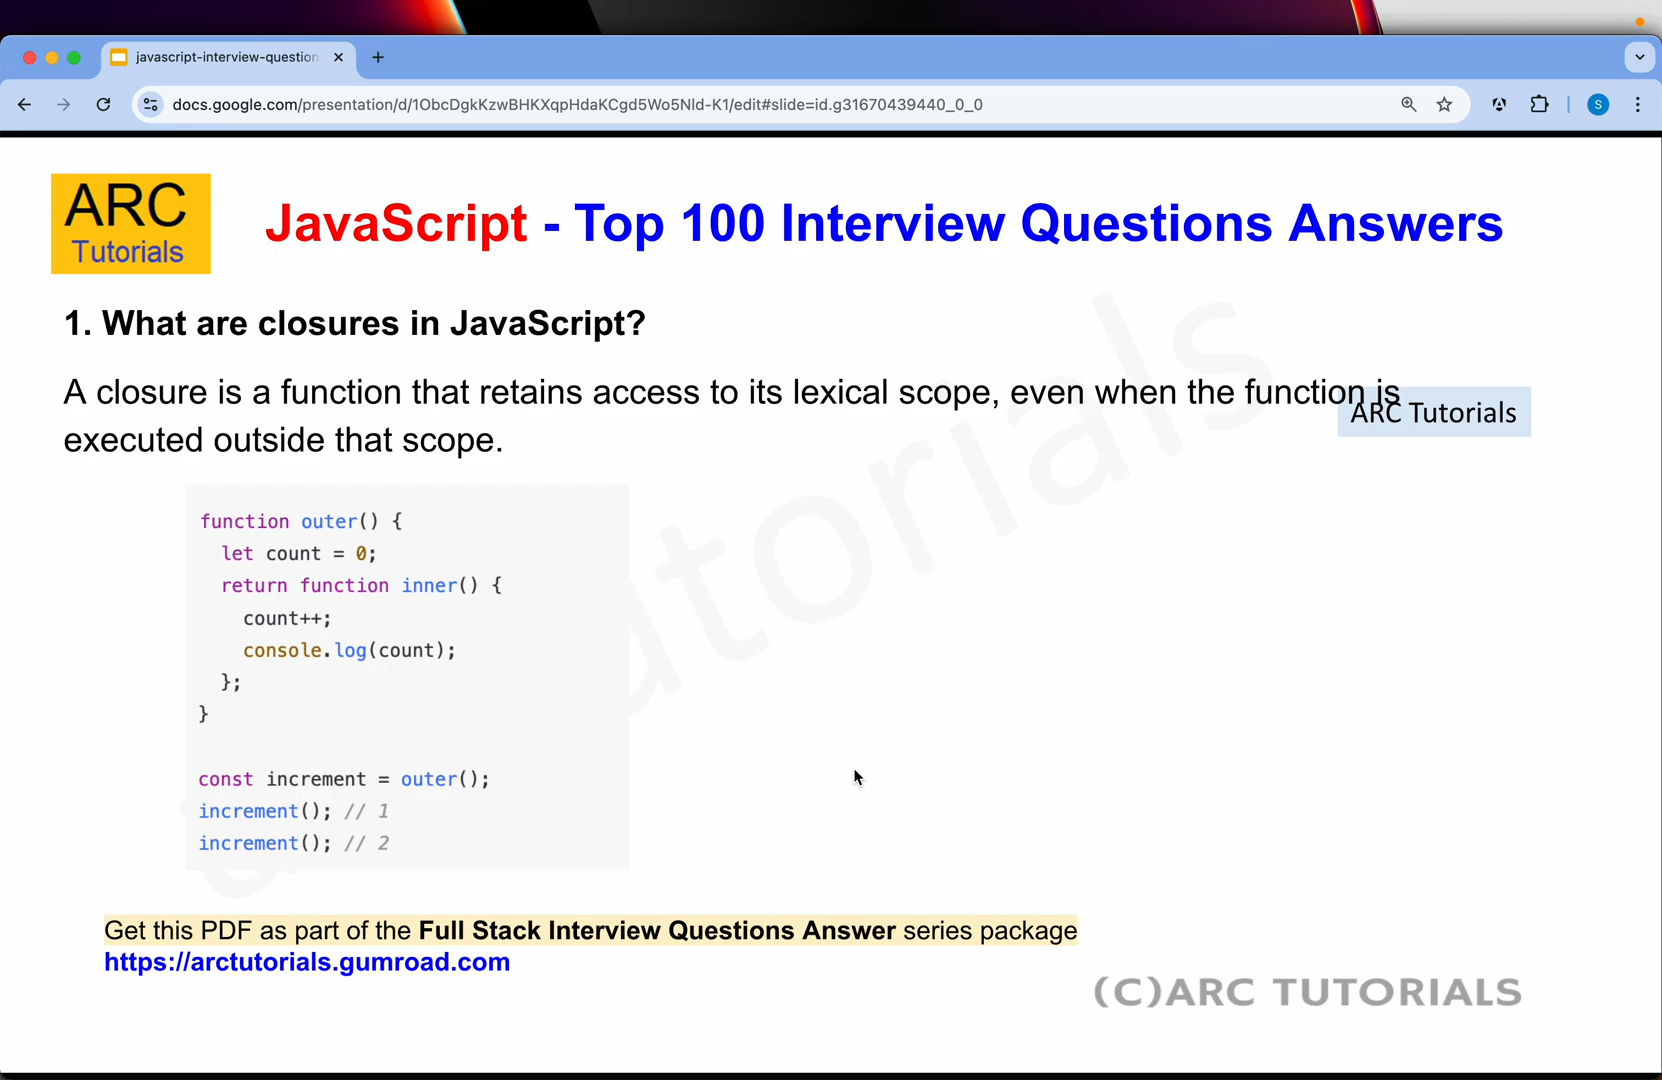 javascript-interview-question
docs.google.com/presentation/d/1ObcDgkKzwBHKXqpHdaKCgd5Wo5Nld-K1/edit#slide=id.g31670439440_0_0
S
ARC
Tutorials
JavaScript - Top 100 Interview Questions Answers
1. What are closures in JavaScript?
A closure is a function that retains access to its lexical scope, even when the function is
ARC Tutorials
executed outside that scope.
function outer() {
  let count = 0;
  return function inner() {
    count++;
    console.log(count);
  };
}
const increment = outer();
increment(); // 1
increment(); // 2
Get this PDF as part of the Full Stack Interview Questions Answer series package
https://arctutorials.gumroad.com
(C)ARC TUTORIALS